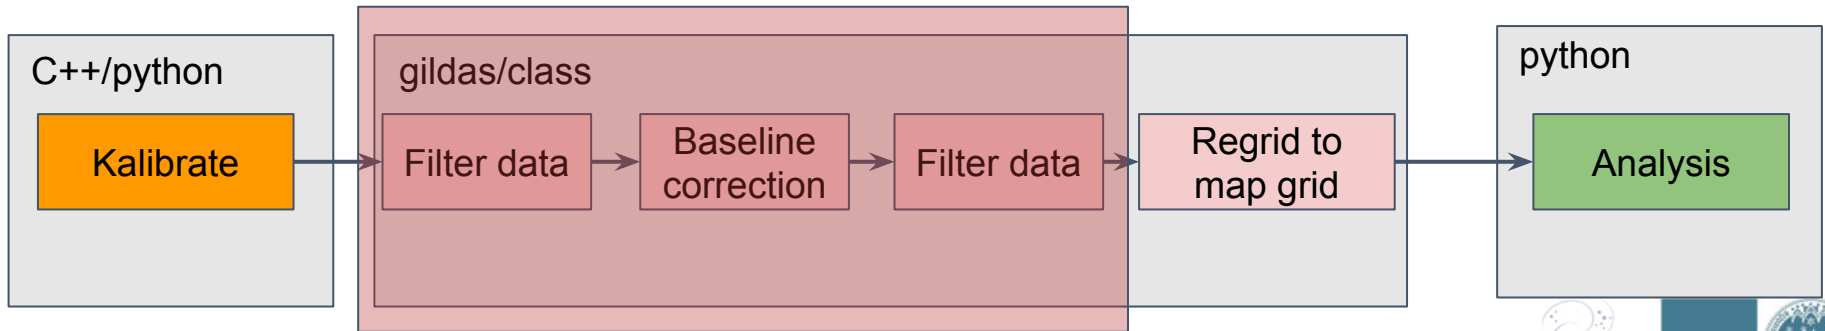 C++/python
Kalibrate
gildas/class
Filter data
Baseline
correction
Filter data
Regrid to
map grid
python
Analysis